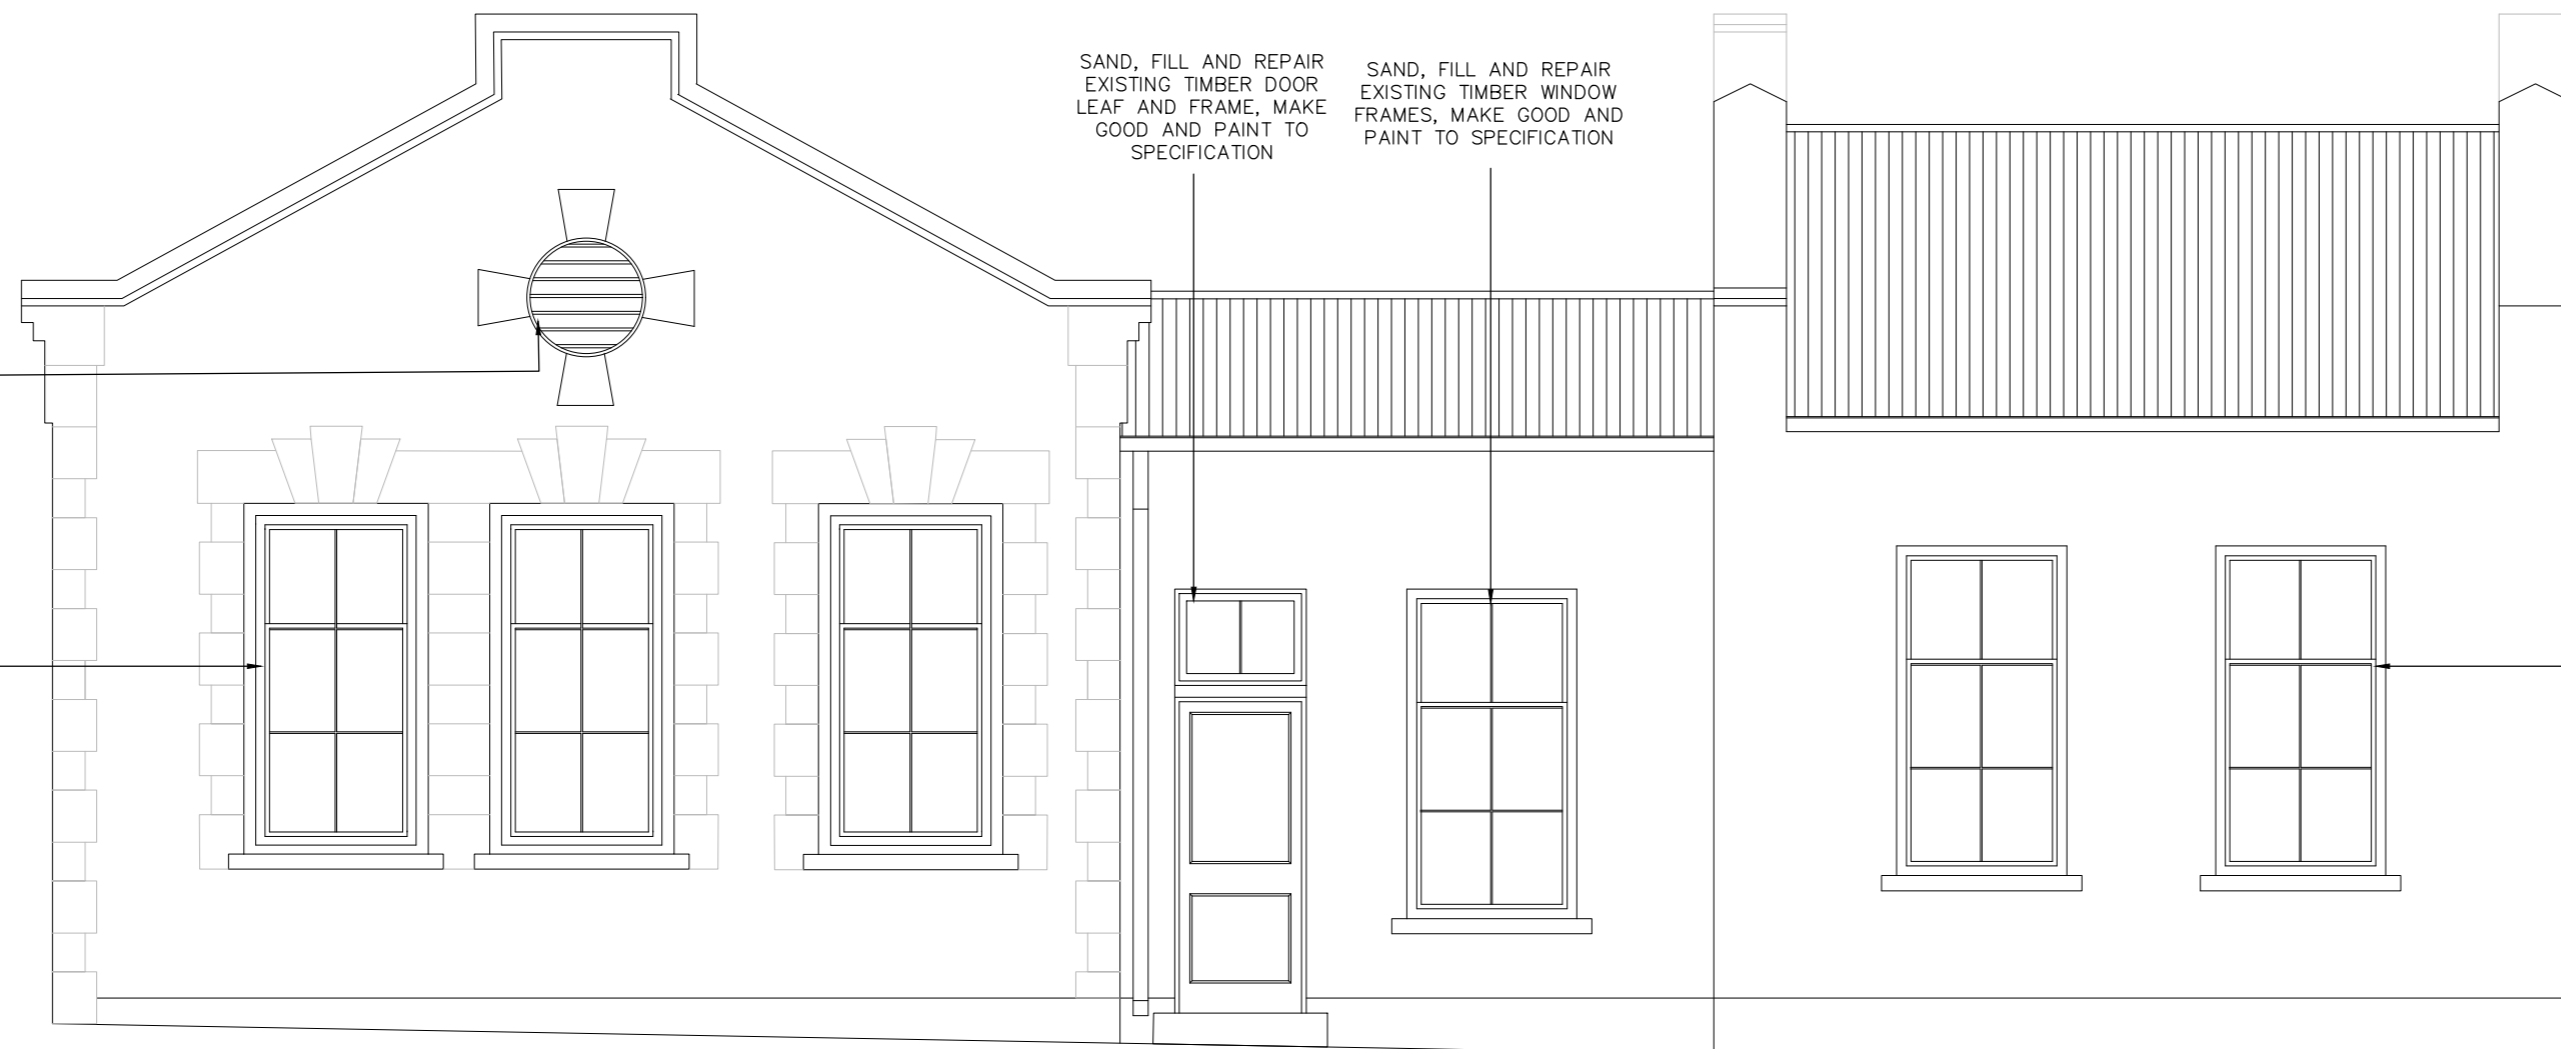 SAND, FILL AND REPAIR
EXISTING TIMBER DOOR
LEAF AND FRAME, MAKE
GOOD AND PAINT TO
SPECIFICATION
SAND, FILL AND REPAIR
EXISTING TIMBER WINDOW
FRAMES, MAKE GOOD AND
PAINT TO SPECIFICATION